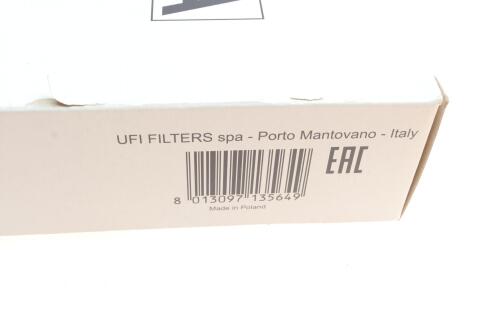 UFI FILTERS spa - Porto Mantovano - Italy
EAC
8 013097 135649
Made in Poland